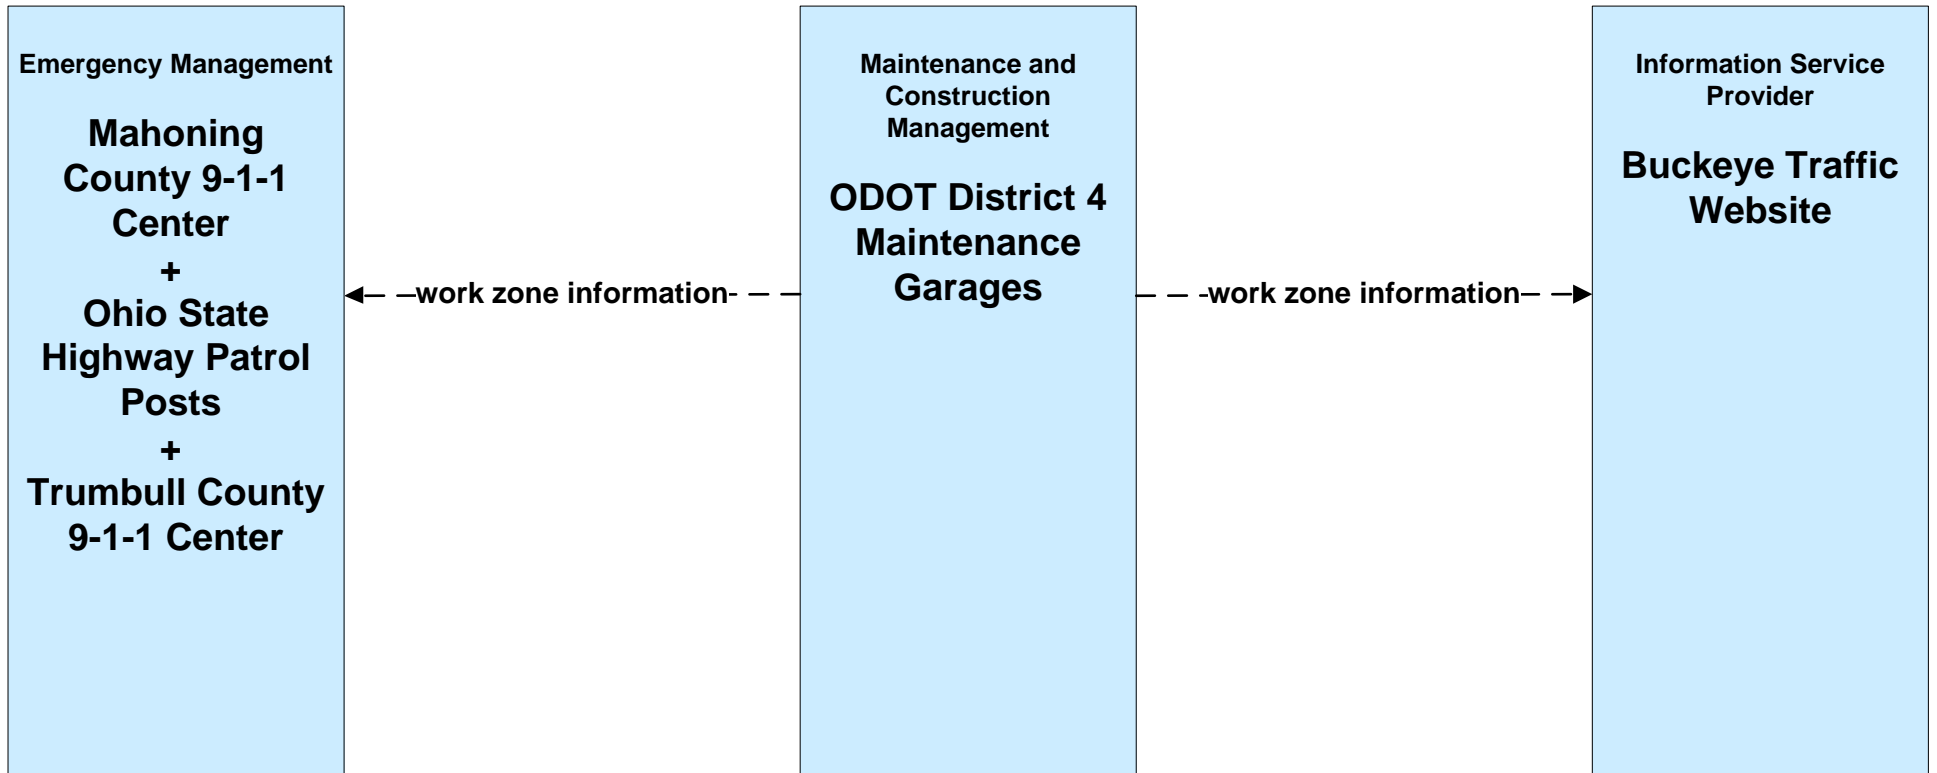 Emergency Management
Mahoning
County 9-1-1
Center
+
Ohio State
Highway Patrol
Posts
+
Trumbull County
9-1-1 Center
work zone information
Maintenance and
Construction
Management
ODOT District 4
Maintenance
Garages
work zone information
Information Service
Provider
Buckeye Traffic
Website